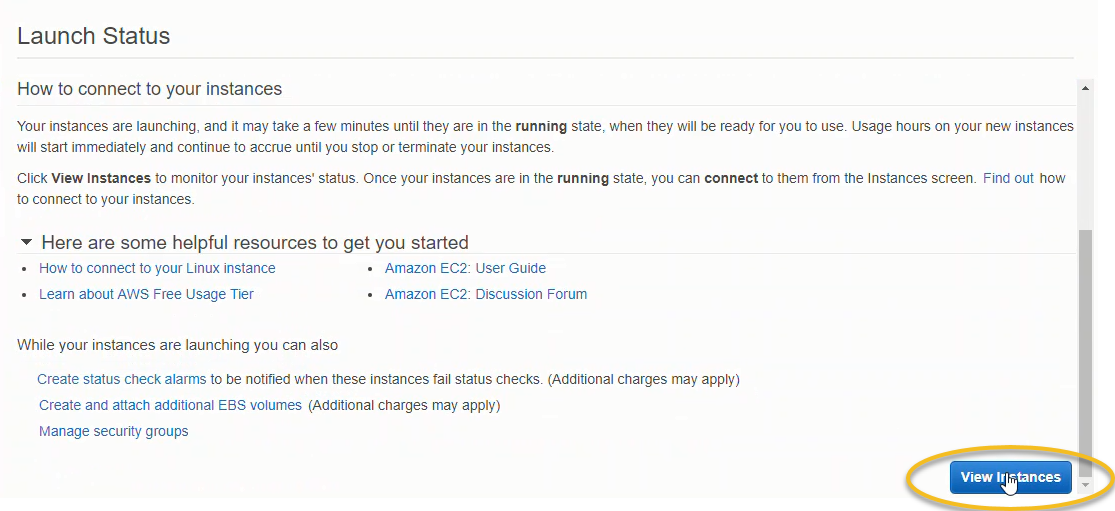 Launch Status
How to connect to your instances
Your instances are launching, and it may take a few minutes until they are in the running state, when they will be ready for you to use. Usage hours on your new instances
will start immediately and continue to accrue until you stop or terminate your instances.
Click View Instances to monitor your instances' status. Once your instances are in the running state, you can connect to them from the Instances screen. Find out how
to connect to your instances.
Here are some helpful resources to get you started
How to connect to your Linux instance
Amazon EC2: User Guide
Learn about AWS Free Usage Tier
Amazon EC2: Discussion Forum
While your instances are launching you can also
Create status check alarms to be notified when these instances fail status checks. (Additional charges may apply)
Create and attach additional EBS volumes (Additional charges may apply)
Manage security groups
View Instances